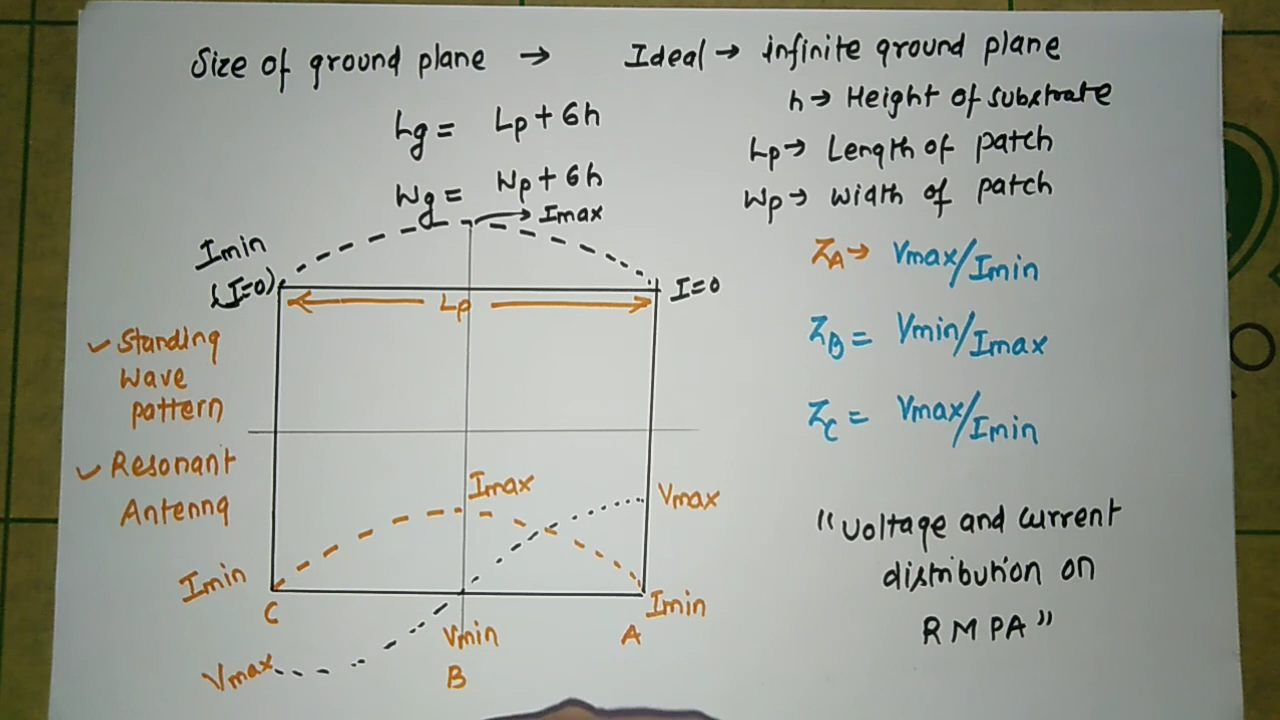 Size of ground plane → Ideal → infinite ground plane
h → Height of substrate
Lg = Lp + 6h
Lp → Length of patch
Wg = Wp + 6h
Wp → width of patch
Imax
Imin
(I=0)
I=0
Lp
ZA → Vmax/Imin
ZB = Vmin/Imax
ZC = Vmax/Imin
✓ Standing
wave
pattern
✓ Resonant
Antenna
Imax
Vmax
Imin
C
Imin
A
Vmin
B
Vmax
"Voltage and current
distribution on
RMPA"